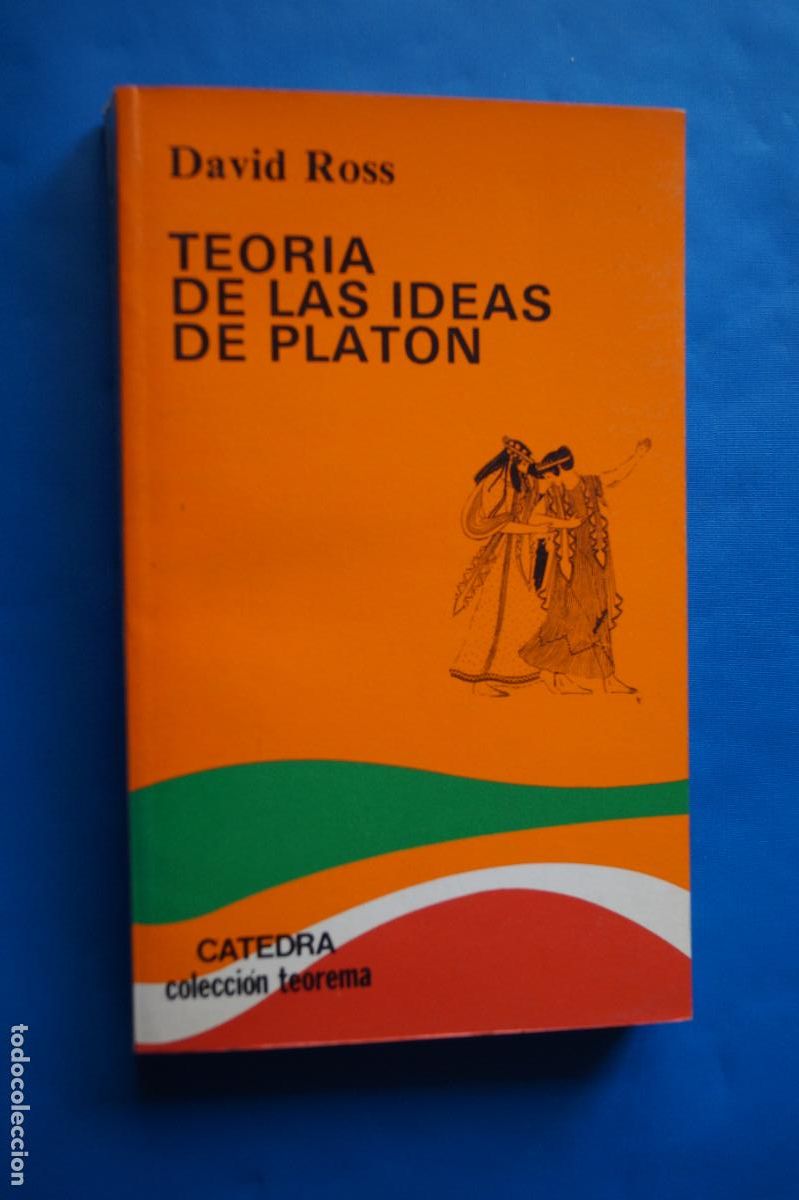 David Ross
TEORIA
DE LAS IDEAS
DE PLATON
CATEDRA
colección teorema
todocoleccion